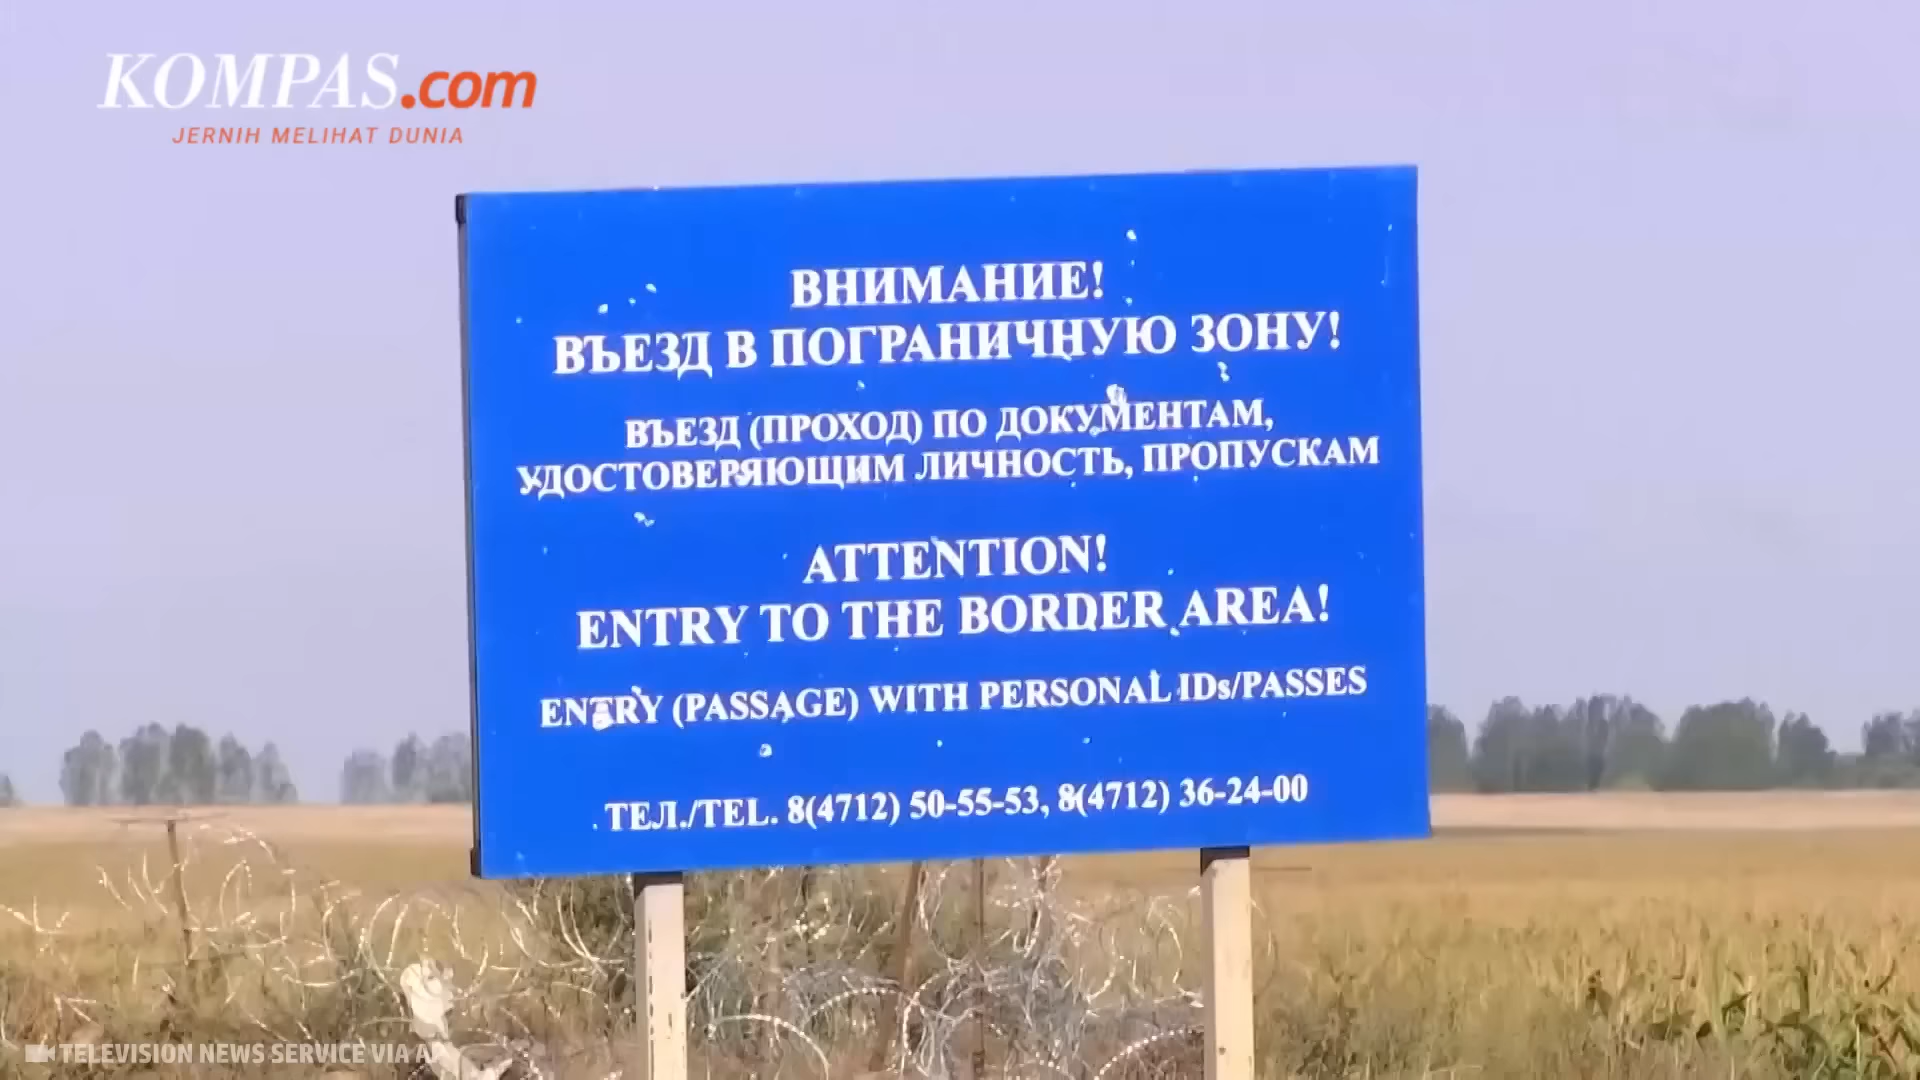 KOMPAS.com
JERNIH MELIHAT DUNIA
ВНИМАНИЕ!
ВЪЕЗД В ПОГРАНИЧНУЮ ЗОНУ!
ВЪЕЗД (ПРОХОД) ПО ДОКУМЕНТАМ,
УДОСТОВЕРЯЮЩИМ ЛИЧНОСТЬ, ПРОПУСКАМ
ATTENTION!
ENTRY TO THE BORDER AREA!
ENTRY (PASSAGE) WITH PERSONAL IDs/PASSES
ТЕЛ./TEL. 8(4712) 50-55-53, 8(4712) 36-24-00
TELEVISION NEWS SERVICE VIA AP